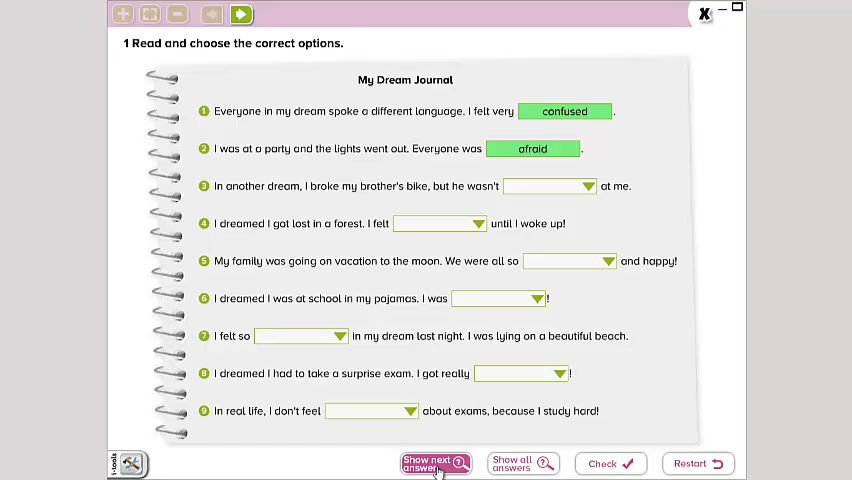 X
1 Read and choose the correct options.
My Dream Journal
1 Everyone in my dream spoke a different language. I felt very confused .
2 I was at a party and the lights went out. Everyone was afraid .
3 In another dream, I broke my brother's bike, but he wasn't at me.
4 I dreamed I got lost in a forest. I felt until I woke up!
5 My family was going on vacation to the moon. We were all so and happy!
6 I dreamed I was at school in my pajamas. I was !
7 I felt so in my dream last night. I was lying on a beautiful beach.
8 I dreamed I had to take a surprise exam. I got really !
9 In real life, I don't feel about exams, because I study hard!
i-tools
Show next
answer
Show all
answers
Check
Restart